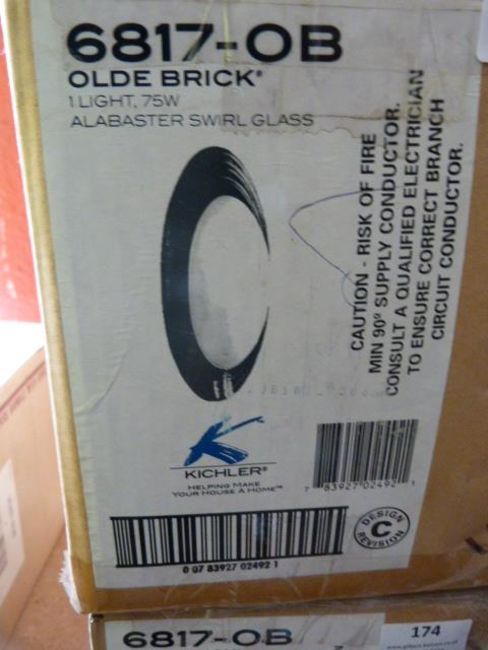 6817-OB
OLDE BRICK®
1 LIGHT, 75W
ALABASTER SWIRL GLASS
CAUTION - RISK OF FIRE
MIN 90° SUPPLY CONDUCTOR.
CONSULT A QUALIFIED ELECTRICIAN
TO ENSURE CORRECT BRANCH
CIRCUIT CONDUCTOR.
KICHLER®
HELPING MAKE
YOUR HOUSE A HOME™
7 83927 02492 1
DESIGN
C
REVISION
0 07 83927 02492 1
6817-OB
174